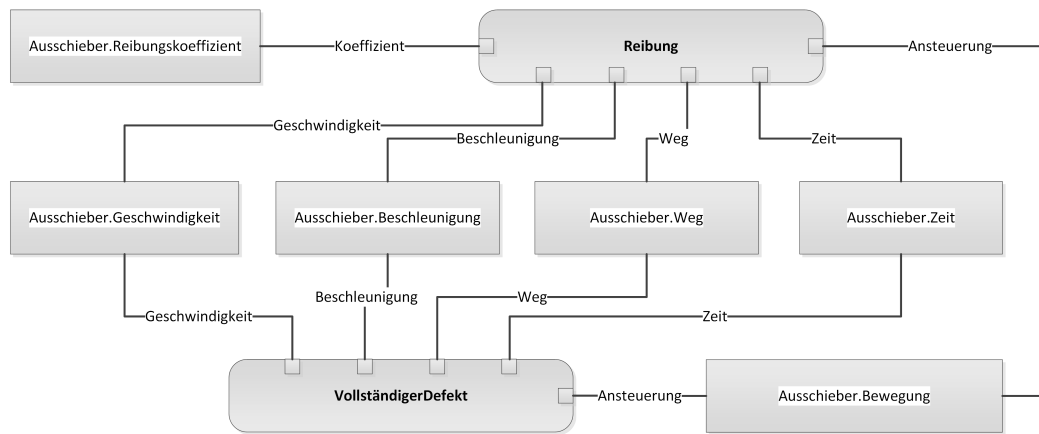 Ausschieber.Reibungskoeffizient
Koeffizient
Reibung
Ansteuerung
Geschwindigkeit
Beschleunigung
Weg
Zeit
Ausschieber.Geschwindigkeit
Ausschieber.Beschleunigung
Ausschieber.Weg
Ausschieber.Zeit
Beschleunigung
Weg
Geschwindigkeit
Zeit
VollständigerDefekt
Ansteuerung
Ausschieber.Bewegung